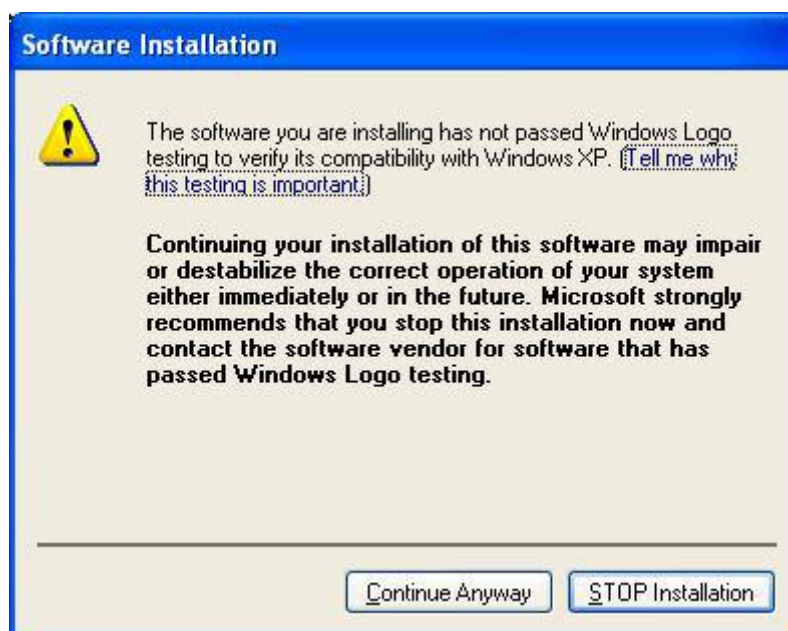 Software Installation
The software you are installing has not passed Windows Logo
testing to verify its compatibility with Windows XP. (Tell me why
this testing is important.)
Continuing your installation of this software may impair
or destabilize the correct operation of your system
either immediately or in the future. Microsoft strongly
recommends that you stop this installation now and
contact the software vendor for software that has
passed Windows Logo testing.
Continue Anyway
STOP Installation